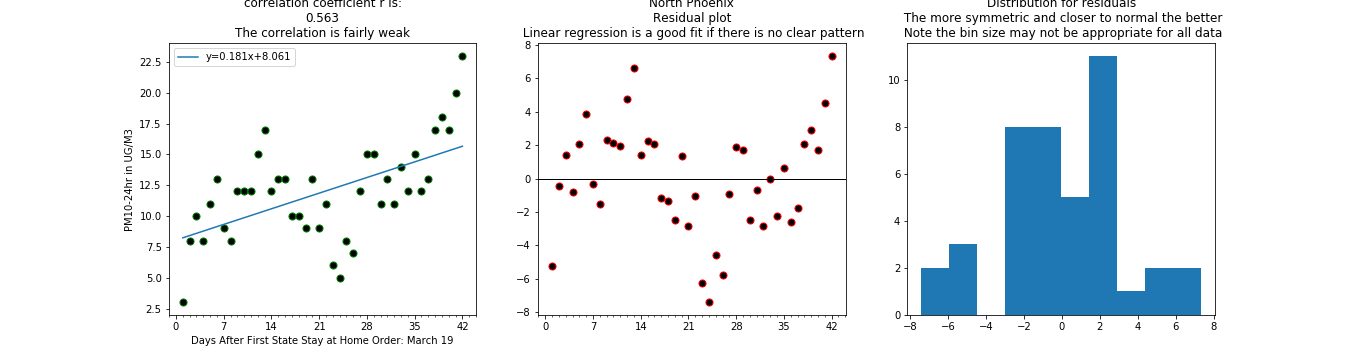 correlation coefficient r is:
0.563
The correlation is fairly weak
y=0.181x+8.061
22.5
20.0
17.5
15.0
12.5
10.0
7.5
5.0
2.5
PM10-24hr in UG/M3
0 7 14 21 28 35 42
Days After First State Stay at Home Order: March 19
North Phoenix
Residual plot
Linear regression is a good fit if there is no clear pattern
8
6
4
2
0
−2
−4
−6
−8
0 7 14 21 28 35 42
Distribution for residuals
The more symmetric and closer to normal the better
Note the bin size may not be appropriate for all data
10
8
6
4
2
0
−8 −6 −4 −2 0 2 4 6 8